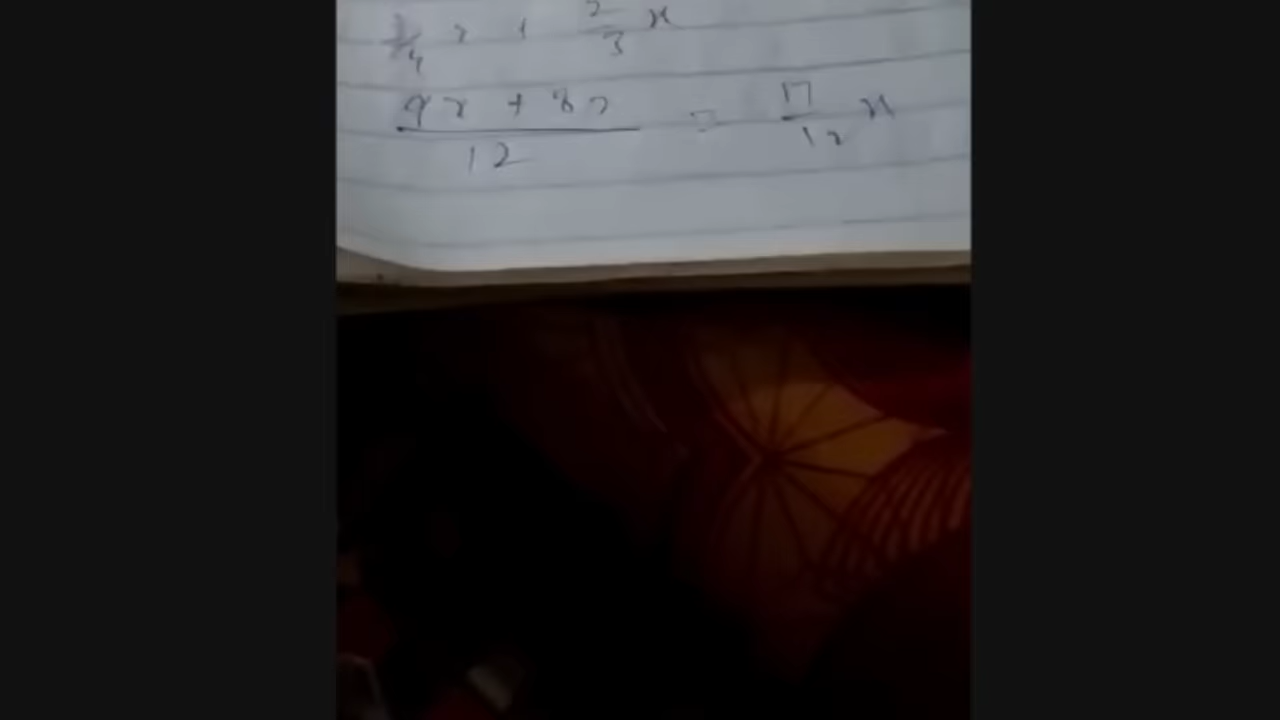 3/4 x + 2/3 x
(9x + 8x)/12 = 17/12 x